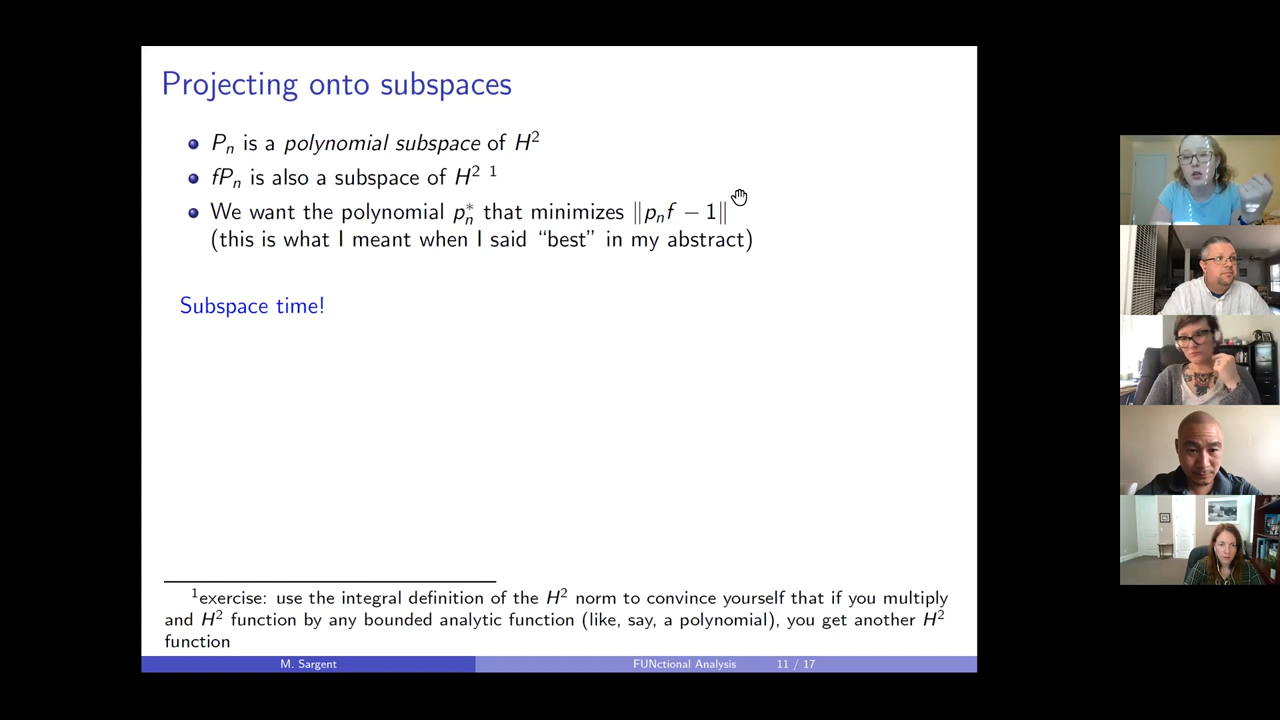 Projecting onto subspaces
P_n is a polynomial subspace of H^2
fP_n is also a subspace of H^2 1
We want the polynomial p_n^* that minimizes ‖p_n f − 1‖
(this is what I meant when I said “best” in my abstract)
Subspace time!
1exercise: use the integral definition of the H^2 norm to convince yourself that if you multiply
and H^2 function by any bounded analytic function (like, say, a polynomial), you get another H^2
function
M. Sargent FUNctional Analysis 11 / 17